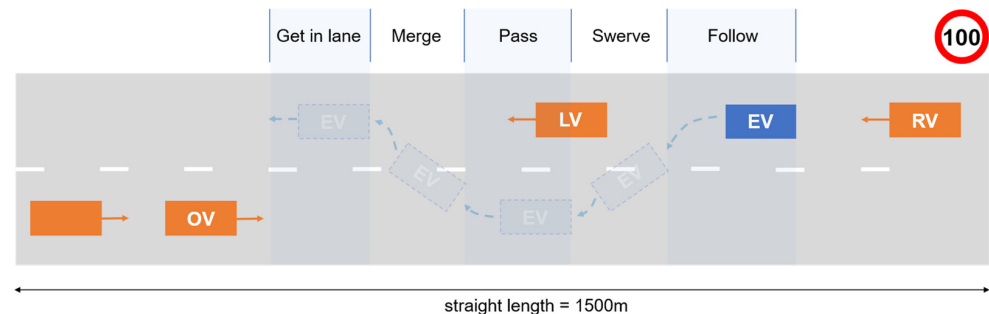 Get in lane Merge Pass Swerve Follow 100
EV LV EV RV
EV EV
OV EV
straight length = 1500m